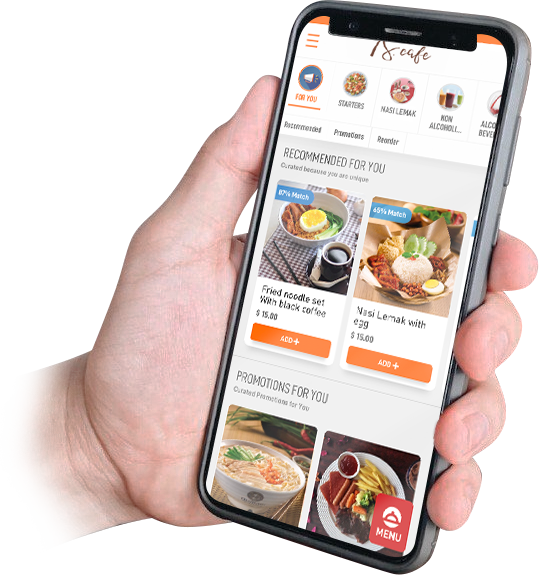 TS.cafe
FOR YOU
STARTERS
NASI LEMAK
NON
ALCOHOLI...
ALCO
BEVE
Recommended
Promotions
Reorder
RECOMMENDED FOR YOU
Curated because you are unique
87% Match
65% Match
Fried noodle set
With black coffee
$ 15.00
ADD +
Nasi Lemak with
egg
$ 15.00
ADD +
PROMOTIONS FOR YOU
Curated Promotions for You
MENU